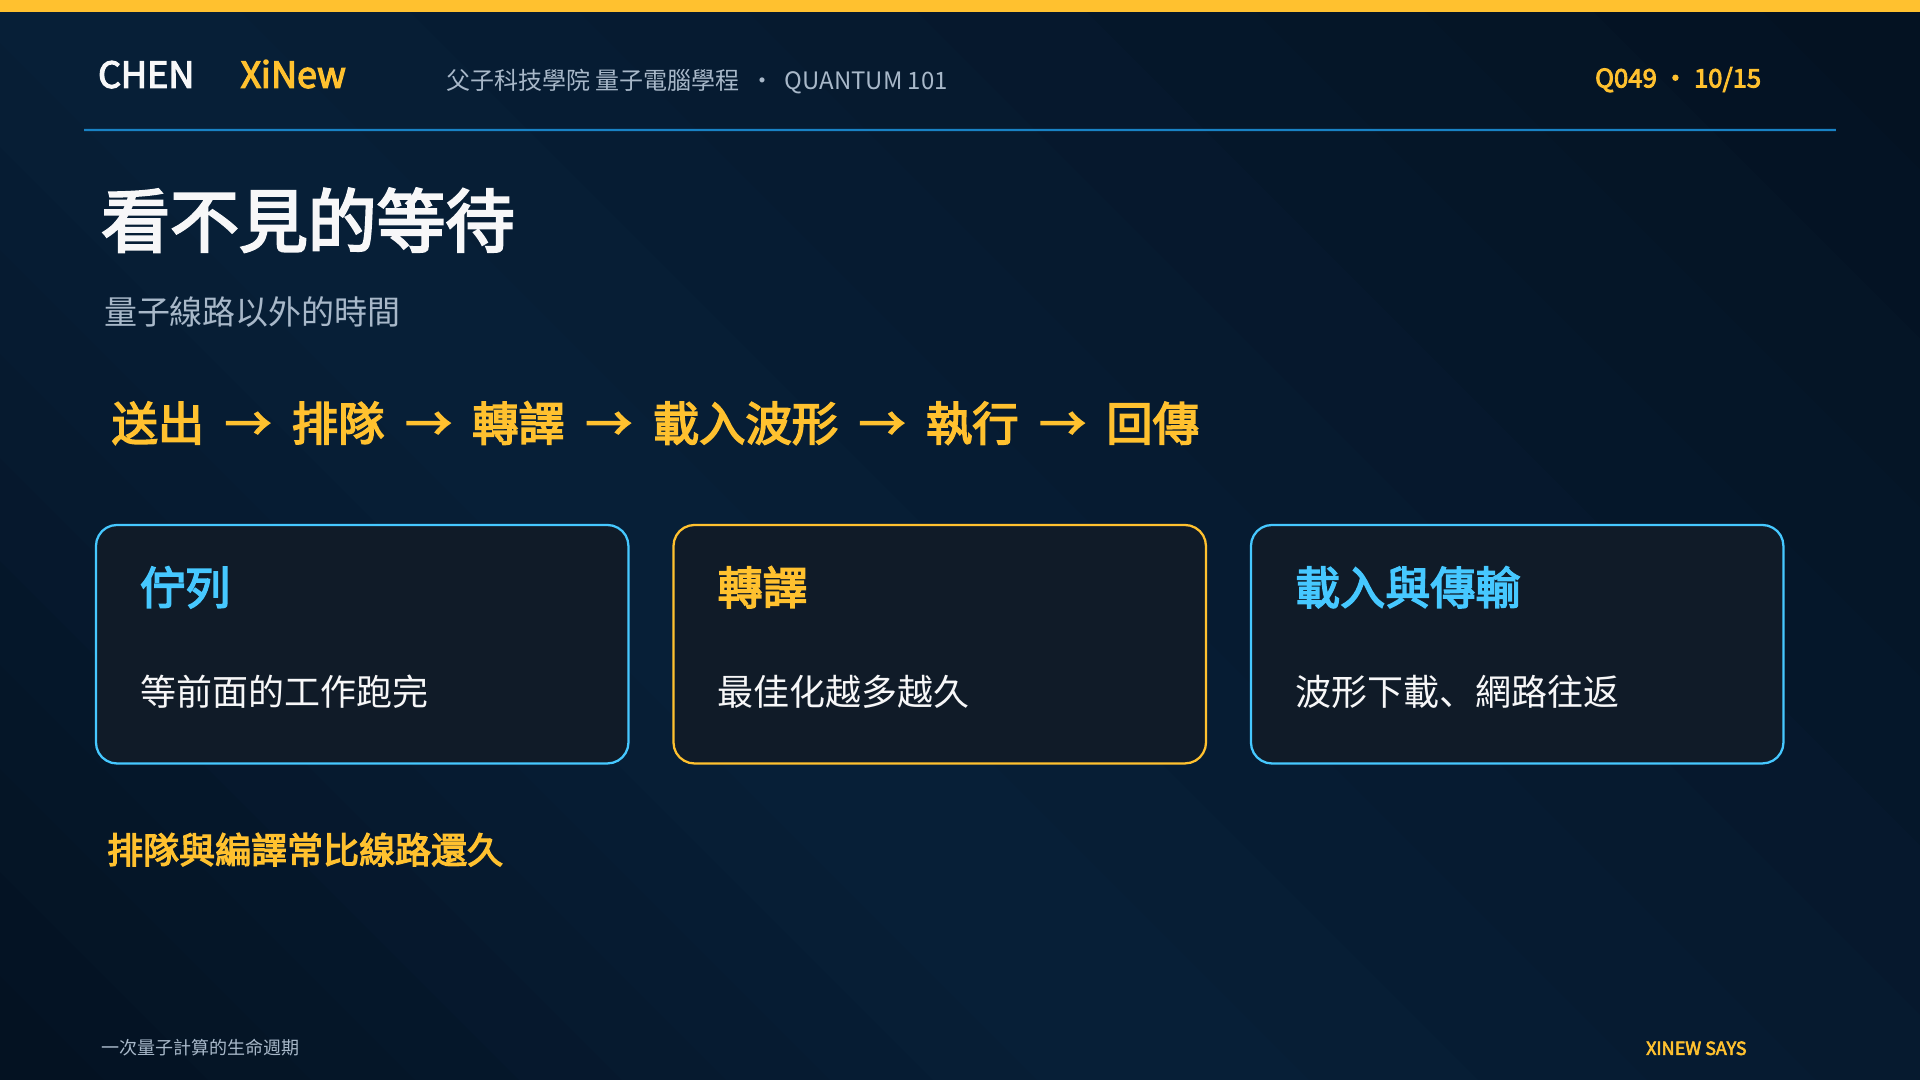 CHEN XiNew 父子科技學院 量子電腦學程 · QUANTUM 101 Q049 · 10/15
看不見的等待
量子線路以外的時間
送出 → 排隊 → 轉譯 → 載入波形 → 執行 → 回傳
佇列
等前面的工作跑完
轉譯
最佳化越多越久
載入與傳輸
波形下載、網路往返
排隊與編譯常比線路還久
一次量子計算的生命週期
XINEW SAYS